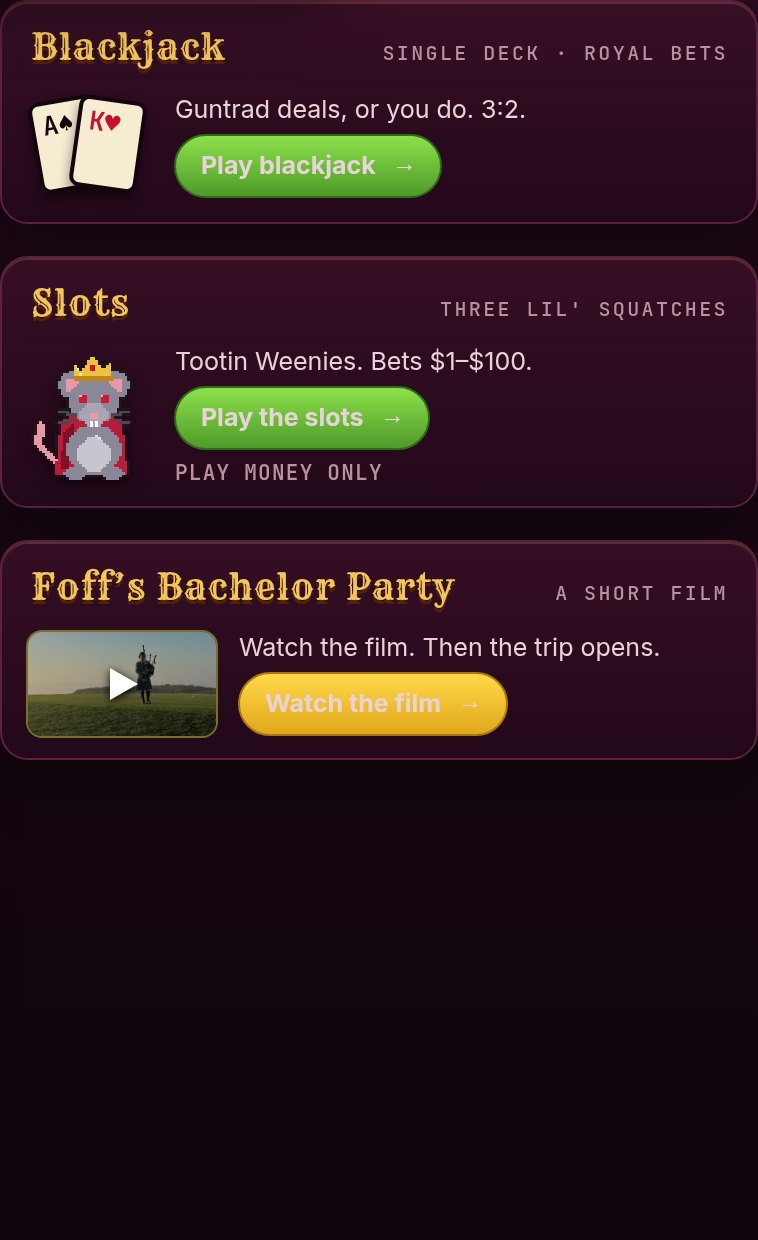 Blackjack
SINGLE DECK · ROYAL BETS
A♠
K♥
Guntrad deals, or you do. 3:2.
Play blackjack →
Slots
THREE LIL' SQUATCHES
Tootin Weenies. Bets $1–$100.
Play the slots →
PLAY MONEY ONLY
Foff’s Bachelor Party
A SHORT FILM
Watch the film. Then the trip opens.
Watch the film →